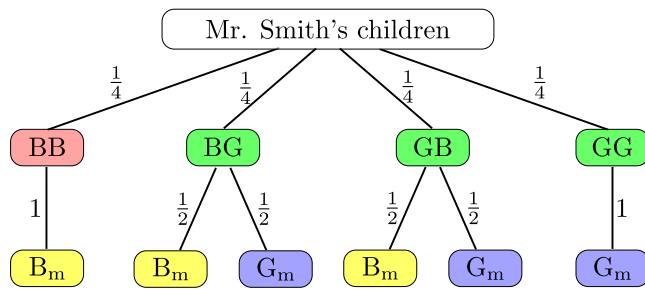 Mr. Smith's children
1/4 1/4 1/4 1/4
BB BG GB GG
1 1/2 1/2 1/2 1/2 1
Bm Bm Gm Bm Gm Gm